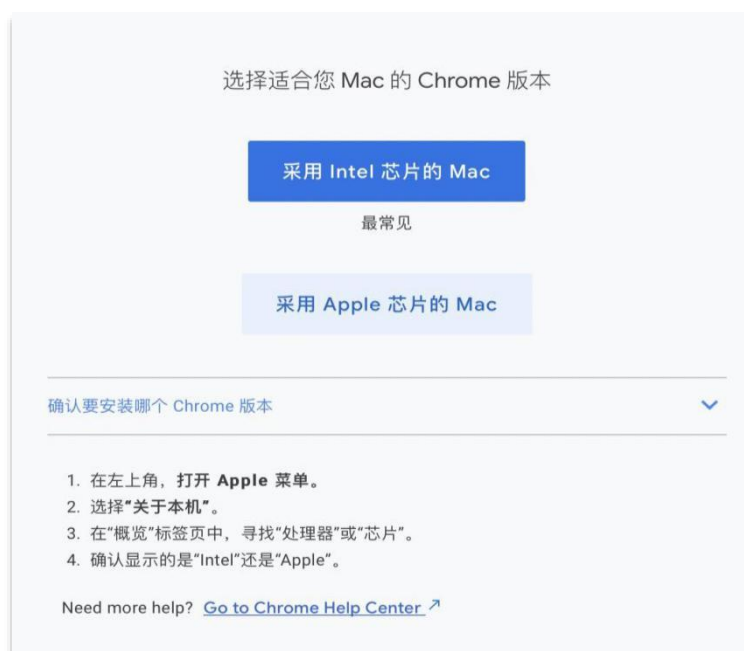 选择适合您 Mac 的 Chrome 版本
采用 Intel 芯片的 Mac
最常见
采用 Apple 芯片的 Mac
确认要安装哪个 Chrome 版本
1. 在左上角，打开 Apple 菜单。
2. 选择“关于本机”。
3. 在“概览”标签页中，寻找“处理器”或“芯片”。
4. 确认显示的是“Intel”还是“Apple”。
Need more help? Go to Chrome Help Center